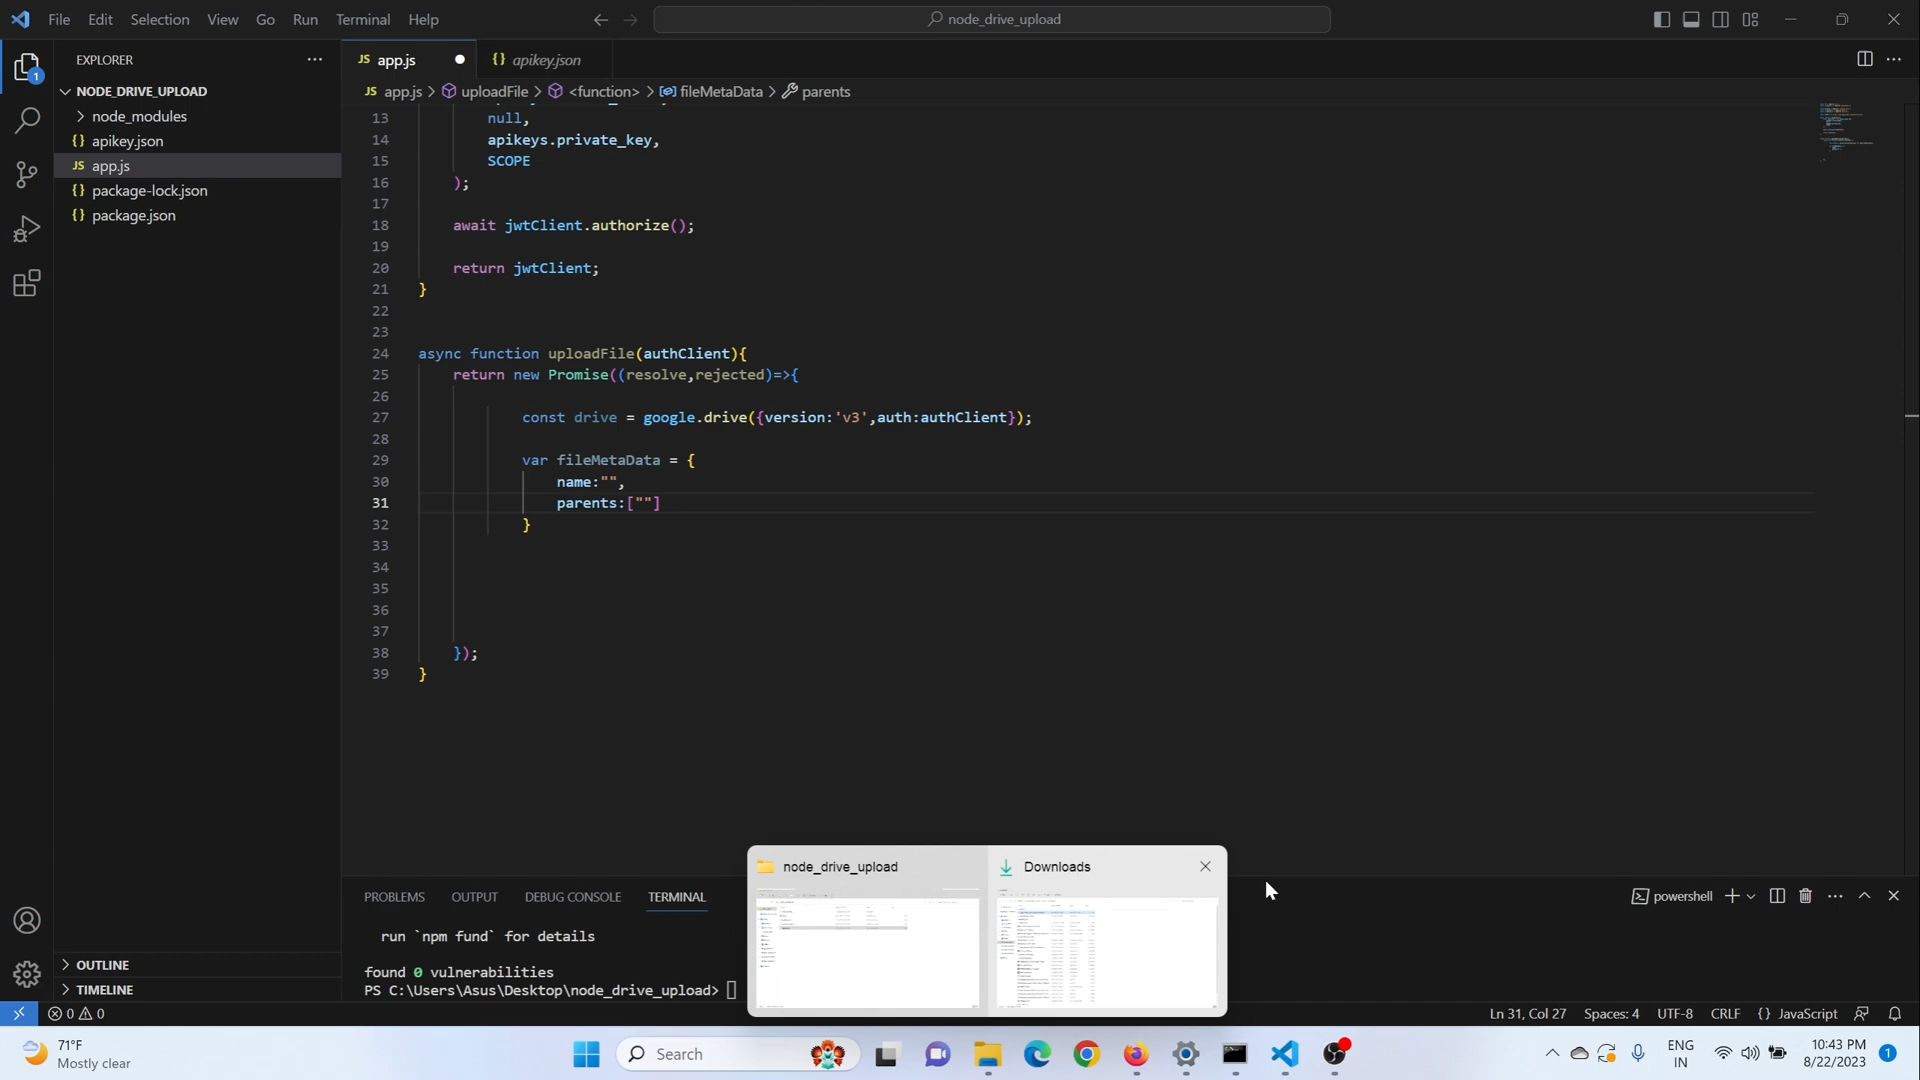 File Edit Selection View Go Run Terminal Help
node_drive_upload
1
EXPLORER
NODE_DRIVE_UPLOAD
node_modules
{} apikey.json
JS app.js
{} package-lock.json
{} package.json
OUTLINE
TIMELINE
JS app.js
{} apikey.json
JS app.js > uploadFile > <function> > fileMetaData > parents
13 null,
14 apikeys.private_key,
15 SCOPE
16 );
17
18 await jwtClient.authorize();
19
20 return jwtClient;
21 }
22
23
24 async function uploadFile(authClient){
25 return new Promise((resolve,rejected)=>{
26
27 const drive = google.drive({version:'v3',auth:authClient});
28
29 var fileMetaData = {
30 name:"",
31 parents:[""]
32 }
33
34
35
36
37
38 });
39 }
PROBLEMS OUTPUT DEBUG CONSOLE TERMINAL
powershell
run `npm fund` for details
found 0 vulnerabilities
PS C:\Users\Asus\Desktop\node_drive_upload>
node_drive_upload
Downloads
0 0
Ln 31, Col 27 Spaces: 4 UTF-8 CRLF {} JavaScript
71°F
Mostly clear
Search
ENG
IN
10:43 PM
8/22/2023
1